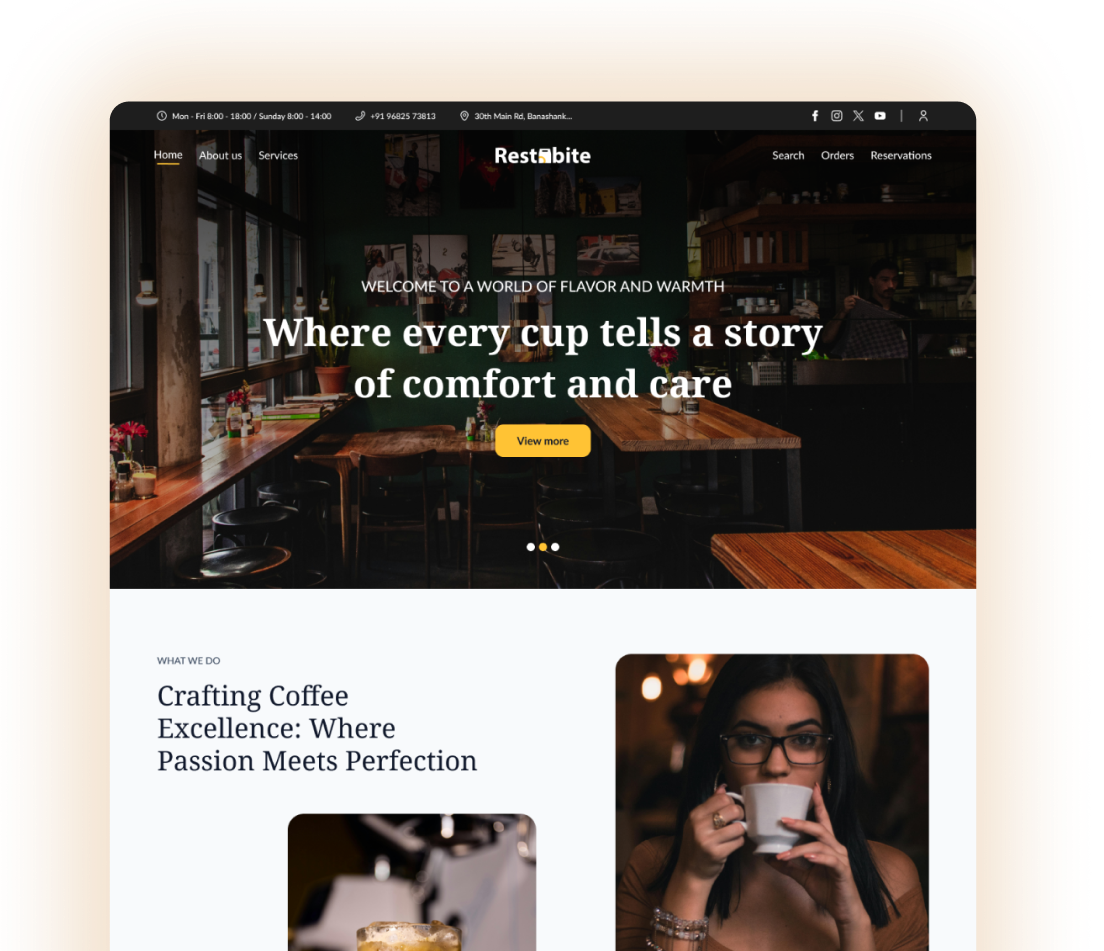 Mon - Fri 8:00 - 18:00 / Sunday 8:00 - 14:00 +91 96825 73813 30th Main Rd, Banashank...
Home About us Services Restobite Search Orders Reservations
WELCOME TO A WORLD OF FLAVOR AND WARMTH
Where every cup tells a story
of comfort and care
View more
WHAT WE DO
Crafting Coffee
Excellence: Where
Passion Meets Perfection